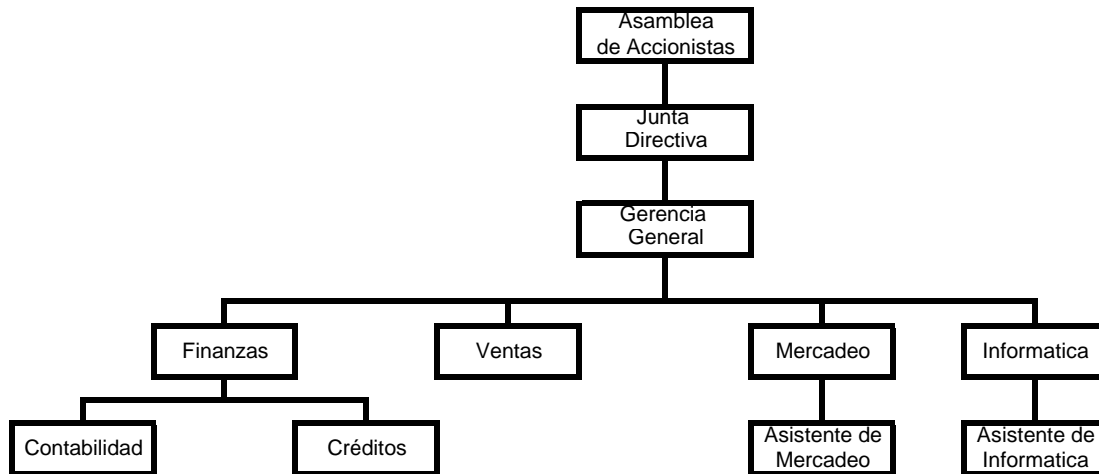 Asamblea
de Accionistas
Junta
Directiva
Gerencia
General
Finanzas
Ventas
Mercadeo
Informatica
Contabilidad
Créditos
Asistente de
Mercadeo
Asistente de
Informatica